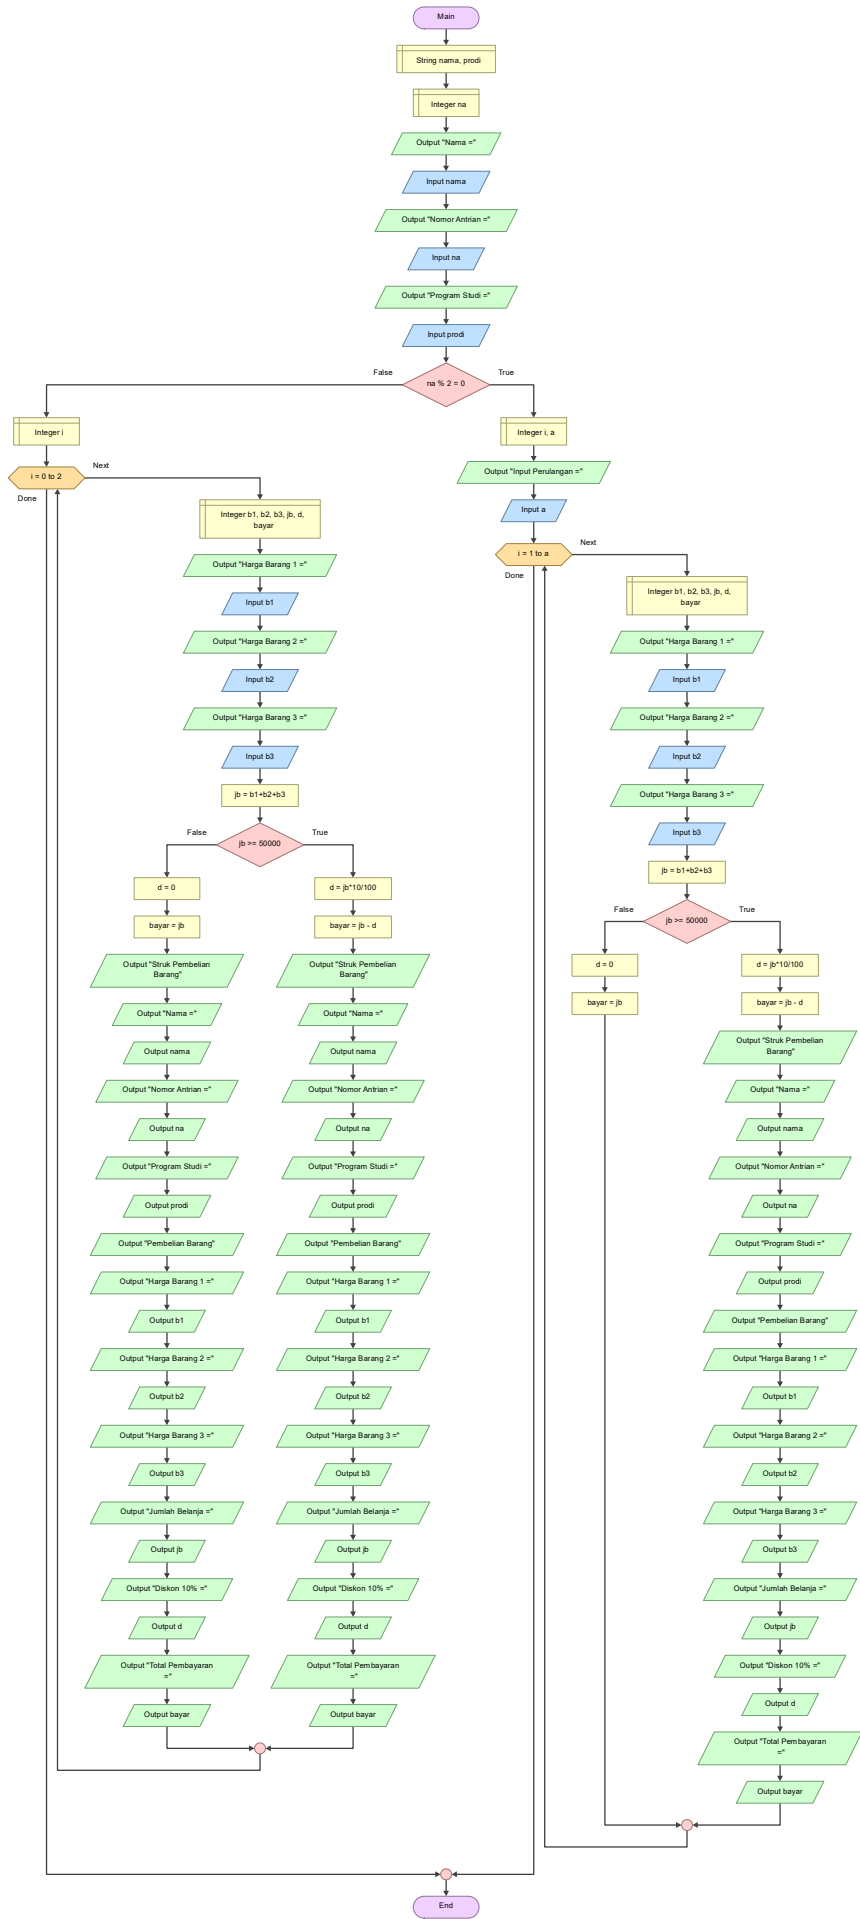 Main
String nama, prodi
Integer na
Output "Nama ="
Input nama
Output "Nomor Antrian ="
Input na
Output "Program Studi ="
Input prodi
na % 2 = 0
False
True
Integer i
i = 0 to 2
Next
Done
Integer b1, b2, b3, jb, d,
bayar
Output "Harga Barang 1 ="
Input b1
Output "Harga Barang 2 ="
Input b2
Output "Harga Barang 3 ="
Input b3
jb = b1+b2+b3
jb >= 50000
False
True
d = 0
bayar = jb
Output "Struk Pembelian
Barang"
Output "Nama ="
Output nama
Output "Nomor Antrian ="
Output na
Output "Program Studi ="
Output prodi
Output "Pembelian Barang"
Output "Harga Barang 1 ="
Output b1
Output "Harga Barang 2 ="
Output b2
Output "Harga Barang 3 ="
Output b3
Output "Jumlah Belanja ="
Output jb
Output "Diskon 10% ="
Output d
Output "Total Pembayaran
="
Output bayar
d = jb*10/100
bayar = jb - d
Output "Struk Pembelian
Barang"
Output "Nama ="
Output nama
Output "Nomor Antrian ="
Output na
Output "Program Studi ="
Output prodi
Output "Pembelian Barang"
Output "Harga Barang 1 ="
Output b1
Output "Harga Barang 2 ="
Output b2
Output "Harga Barang 3 ="
Output b3
Output "Jumlah Belanja ="
Output jb
Output "Diskon 10% ="
Output d
Output "Total Pembayaran
="
Output bayar
Integer i, a
Output "Input Perulangan ="
Input a
i = 1 to a
Next
Done
Integer b1, b2, b3, jb, d,
bayar
Output "Harga Barang 1 ="
Input b1
Output "Harga Barang 2 ="
Input b2
Output "Harga Barang 3 ="
Input b3
jb = b1+b2+b3
jb >= 50000
False
True
d = 0
bayar = jb
d = jb*10/100
bayar = jb - d
Output "Struk Pembelian
Barang"
Output "Nama ="
Output nama
Output "Nomor Antrian ="
Output na
Output "Program Studi ="
Output prodi
Output "Pembelian Barang"
Output "Harga Barang 1 ="
Output b1
Output "Harga Barang 2 ="
Output b2
Output "Harga Barang 3 ="
Output b3
Output "Jumlah Belanja ="
Output jb
Output "Diskon 10% ="
Output d
Output "Total Pembayaran
="
Output bayar
End